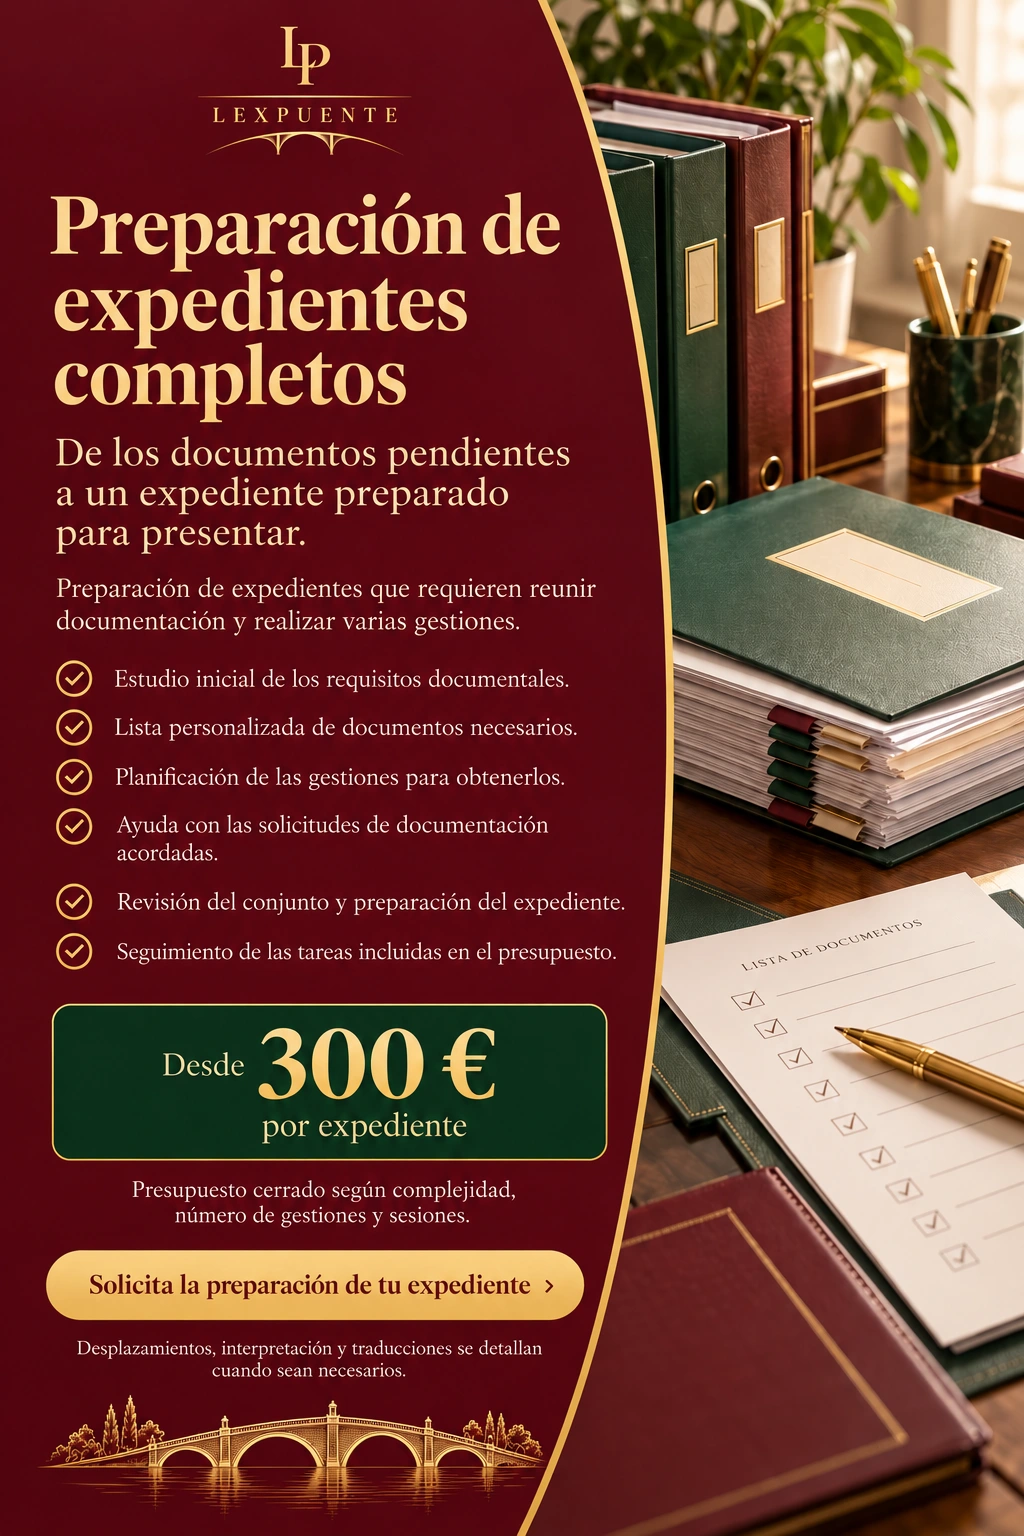 LP
LEXPUENTE
Preparación de
expedientes
completos
De los documentos pendientes
a un expediente preparado
para presentar.
Preparación de expedientes que requieren reunir
documentación y realizar varias gestiones.
Estudio inicial de los requisitos documentales.
Lista personalizada de documentos necesarios.
Planificación de las gestiones para obtenerlos.
Ayuda con las solicitudes de documentación
acordadas.
Revisión del conjunto y preparación del expediente.
Seguimiento de las tareas incluidas en el presupuesto.
LISTA DE DOCUMENTOS
Desde 300 €
por expediente
Presupuesto cerrado según complejidad,
número de gestiones y sesiones.
Solicita la preparación de tu expediente ›
Desplazamientos, interpretación y traducciones se detallan
cuando sean necesarios.